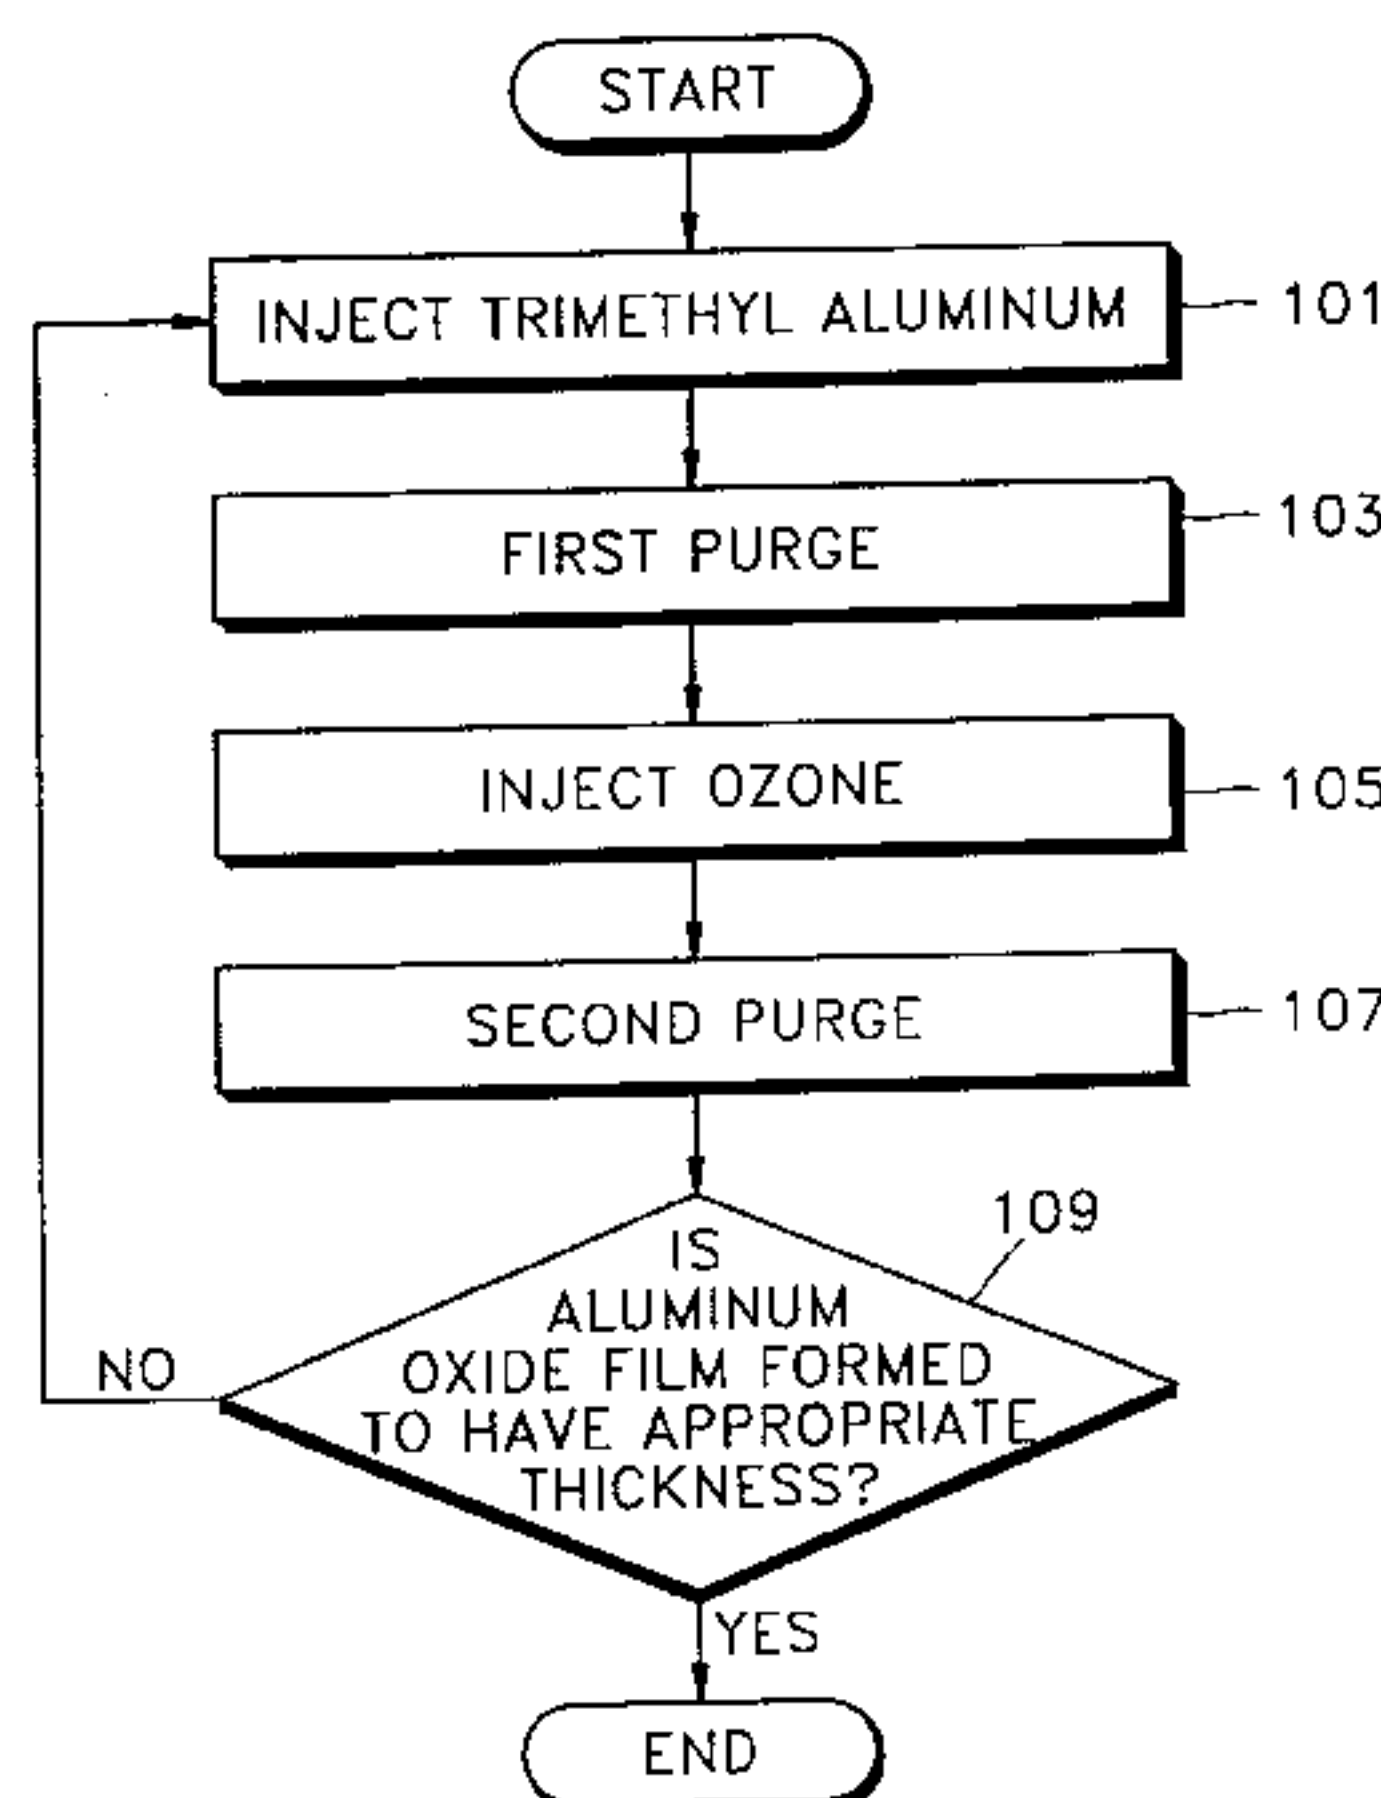 START
INJECT TRIMETHYL ALUMINUM
101
FIRST PURGE
103
INJECT OZONE
105
SECOND PURGE
107
109
IS
ALUMINUM
OXIDE FILM FORMED
TO HAVE APPROPRIATE
THICKNESS?
NO
YES
END